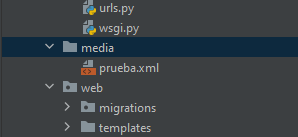 urls.py
wsgi.py
media
prueba.xml
web
migrations
templates